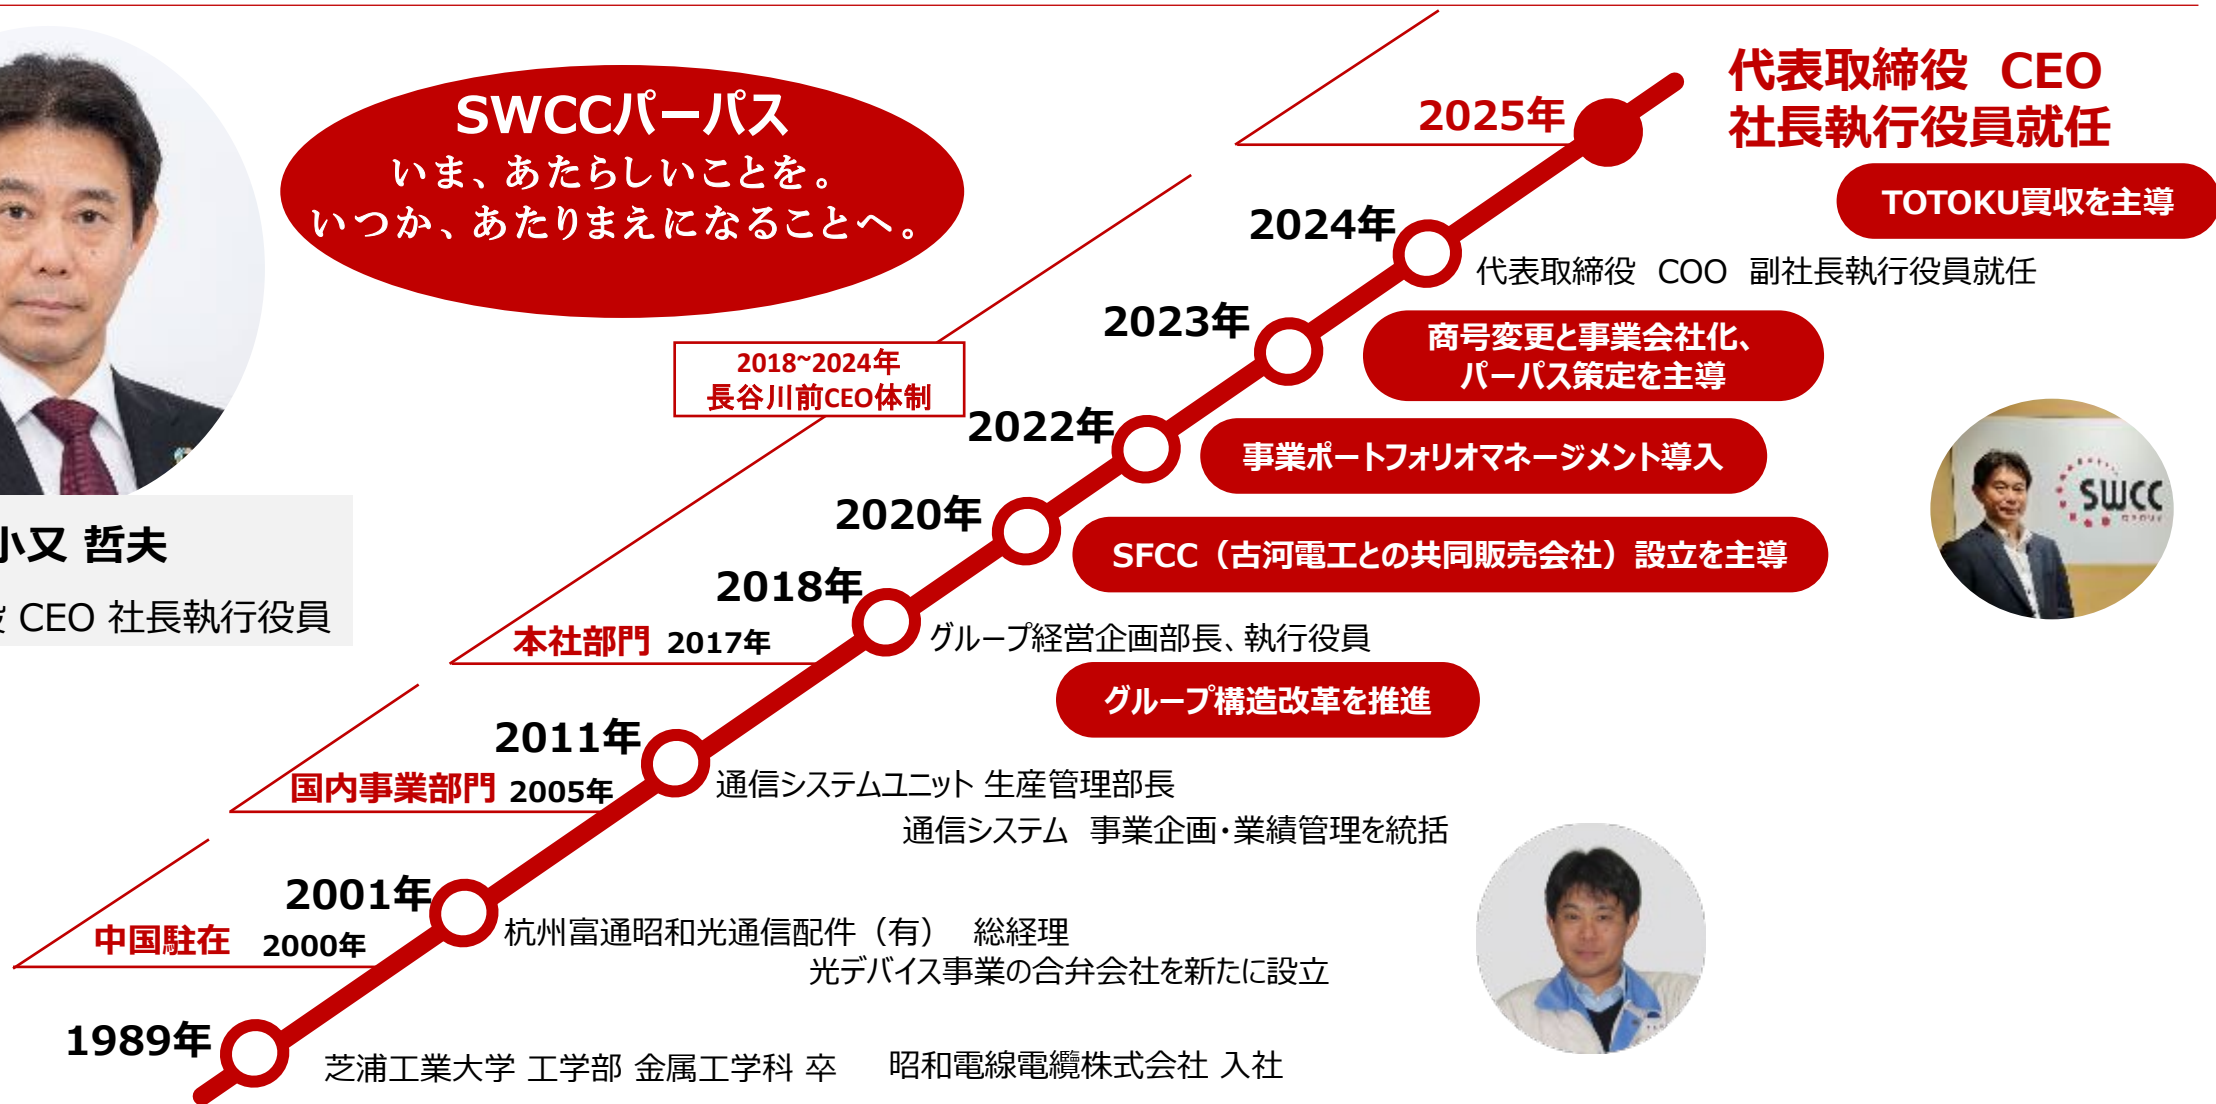 SWCCパーパス
いま、あたらしいことを。
いつか、あたりまえになることへ。
小又 哲夫
CEO 社長執行役員
2025年
代表取締役 CEO
社長執行役員就任
TOTOKU買収を主導
2024年
代表取締役 COO 副社長執行役員就任
2023年
商号変更と事業会社化、
パーパス策定を主導
2018~2024年
長谷川前CEO体制
2022年
事業ポートフォリオマネージメント導入
SWCC
GROUP
2020年
SFCC（古河電工との共同販売会社）設立を主導
2018年
グループ経営企画部長、執行役員
本社部門 2017年
グループ構造改革を推進
2011年
通信システムユニット 生産管理部長
国内事業部門 2005年
通信システム 事業企画・業績管理を統括
2001年
杭州富通昭和光通信配件（有） 総経理
中国駐在 2000年
光デバイス事業の合弁会社を新たに設立
1989年
芝浦工業大学 工学部 金属工学科 卒 昭和電線電纜株式会社 入社